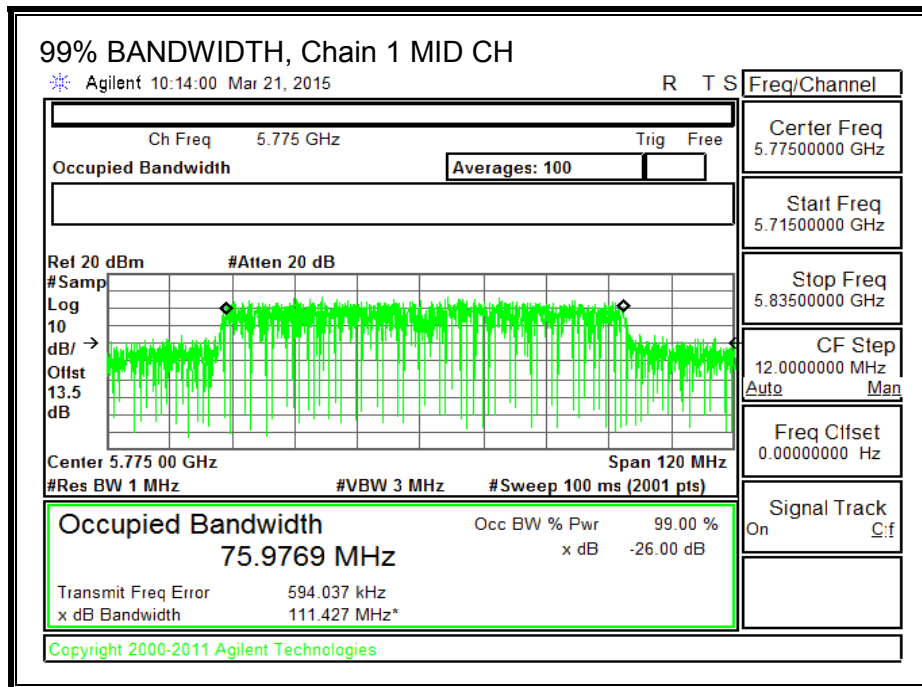 99% BANDWIDTH, Chain 1 MID CH
Agilent 10:14:00 Mar 21, 2015 R T S
Freq/Channel
Ch Freq 5.775 GHz Trig Free
Occupied Bandwidth Averages: 100
Center Freq
5.77500000 GHz
Start Freq
5.71500000 GHz
Stop Freq
5.83500000 GHz
CF Step
12.0000000 MHz
Auto Man
Freq Offset
0.00000000 Hz
Signal Track
On Off
Ref 20 dBm #Atten 20 dB
#Samp
Log
10
dB/
Offst
13.5
dB
Center 5.775 00 GHz Span 120 MHz
#Res BW 1 MHz #VBW 3 MHz #Sweep 100 ms (2001 pts)
Occupied Bandwidth Occ BW % Pwr 99.00 %
75.9769 MHz x dB -26.00 dB
Transmit Freq Error 594.037 kHz
x dB Bandwidth 111.427 MHz*
Copyright 2000-2011 Agilent Technologies